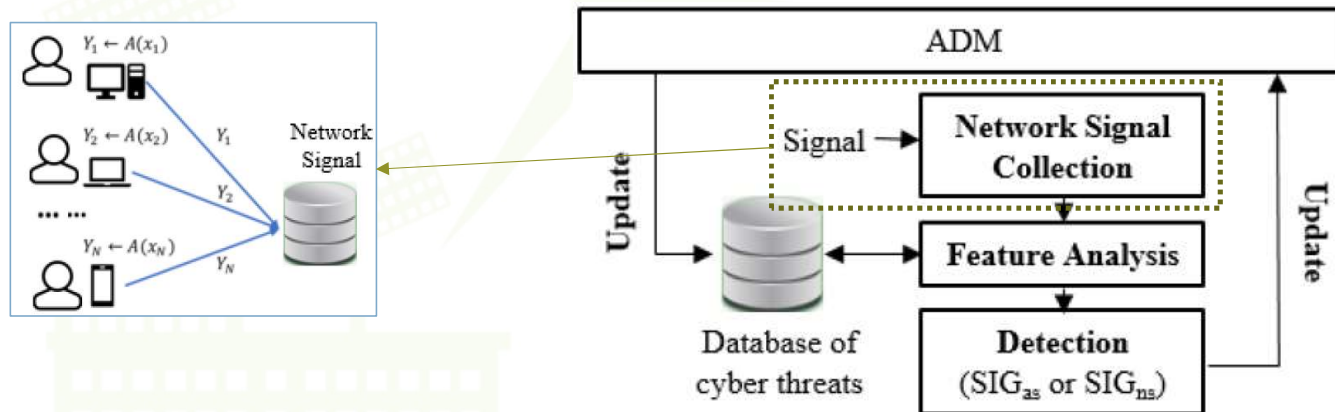 Y₁ ← A(x₁)
Y₁
Network
Signal
Y₂ ← A(x₂)
Y₂
... ...
Y_N ← A(x_N)
Y_N
ADM
Signal
Network Signal
Collection
Update
Update
Feature Analysis
Database of
cyber threats
Detection
(SIG_as or SIG_ns)